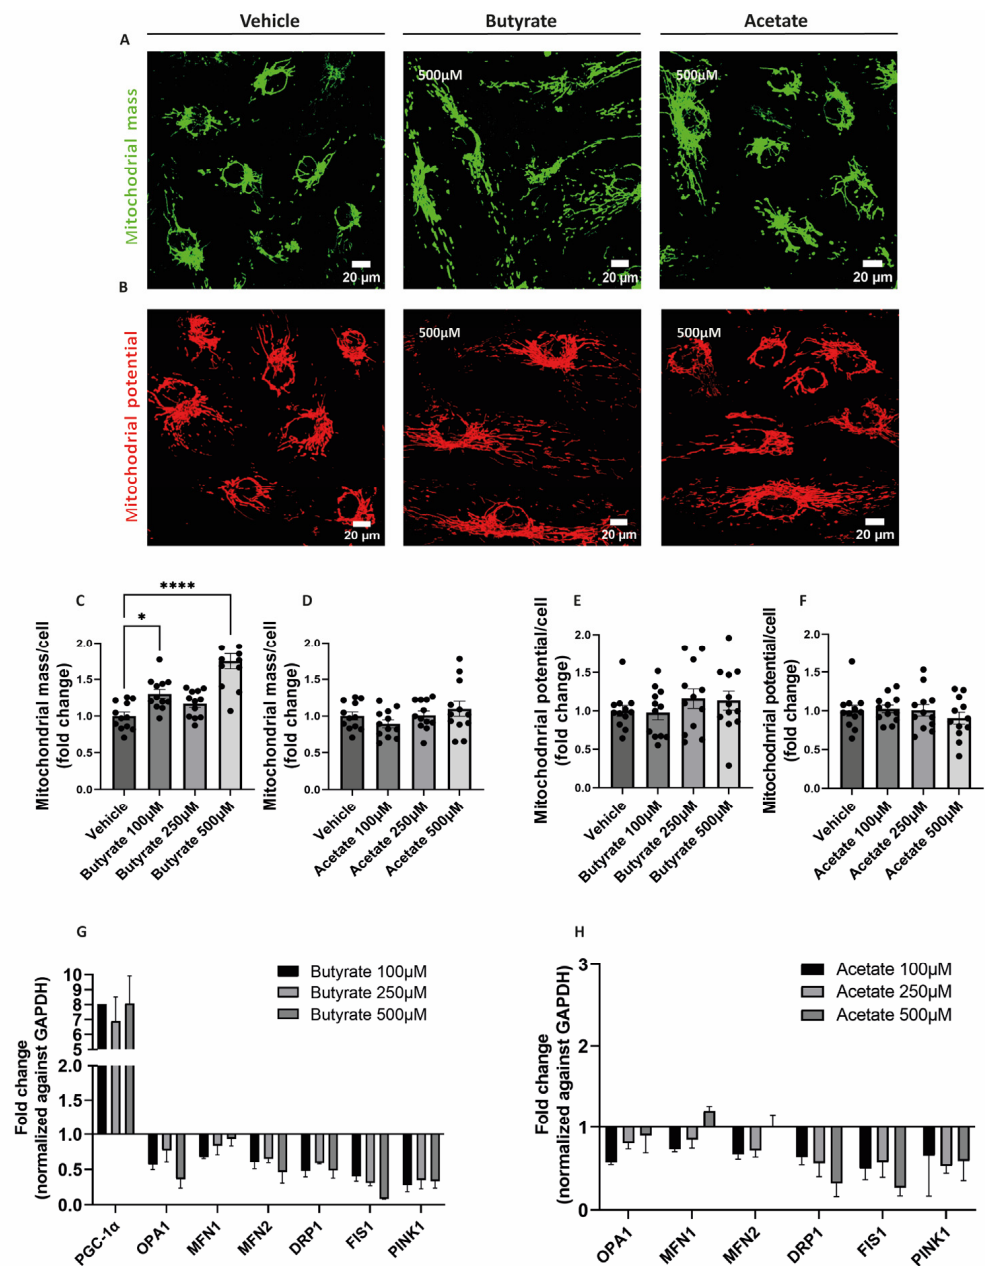 Vehicle Butyrate Acetate
A
Mitochodrial mass
500µM 500µM
20 µm 20 µm 20 µm
B
Mitochodrial potential
500µM 500µM
20 µm 20 µm 20 µm
C
Mitochondrial mass/cell
(fold change)
****
*
2.0
1.5
1.0
0.5
0.0
Vehicle
Butyrate 100µM
Butyrate 250µM
Butyrate 500µM
D
Mitochondrial mass/cell
(fold change)
2.0
1.5
1.0
0.5
0.0
Vehicle
Acetate 100µM
Acetate 250µM
Acetate 500µM
E
Mitochodnrial potential/cell
(fold change)
2.0
1.5
1.0
0.5
0.0
Vehicle
Butyrate 100µM
Butyrate 250µM
Butyrate 500µM
F
Mitochodnrial potential/cell
(fold change)
2.0
1.5
1.0
0.5
0.0
Vehicle
Acetate 100µM
Acetate 250µM
Acetate 500µM
G
Fold change
(normalized against GAPDH)
10
9
8
7
6
5
2.0
1.5
1.0
0.5
0.0
Butyrate 100µM
Butyrate 250µM
Butyrate 500µM
PGC-1α
OPA1
MFN1
MFN2
DRP1
FIS1
PINK1
H
Fold change
(normalized against GAPDH)
3
2
1
0
Acetate 100µM
Acetate 250µM
Acetate 500µM
OPA1
MFN1
MFN2
DRP1
FIS1
PINK1